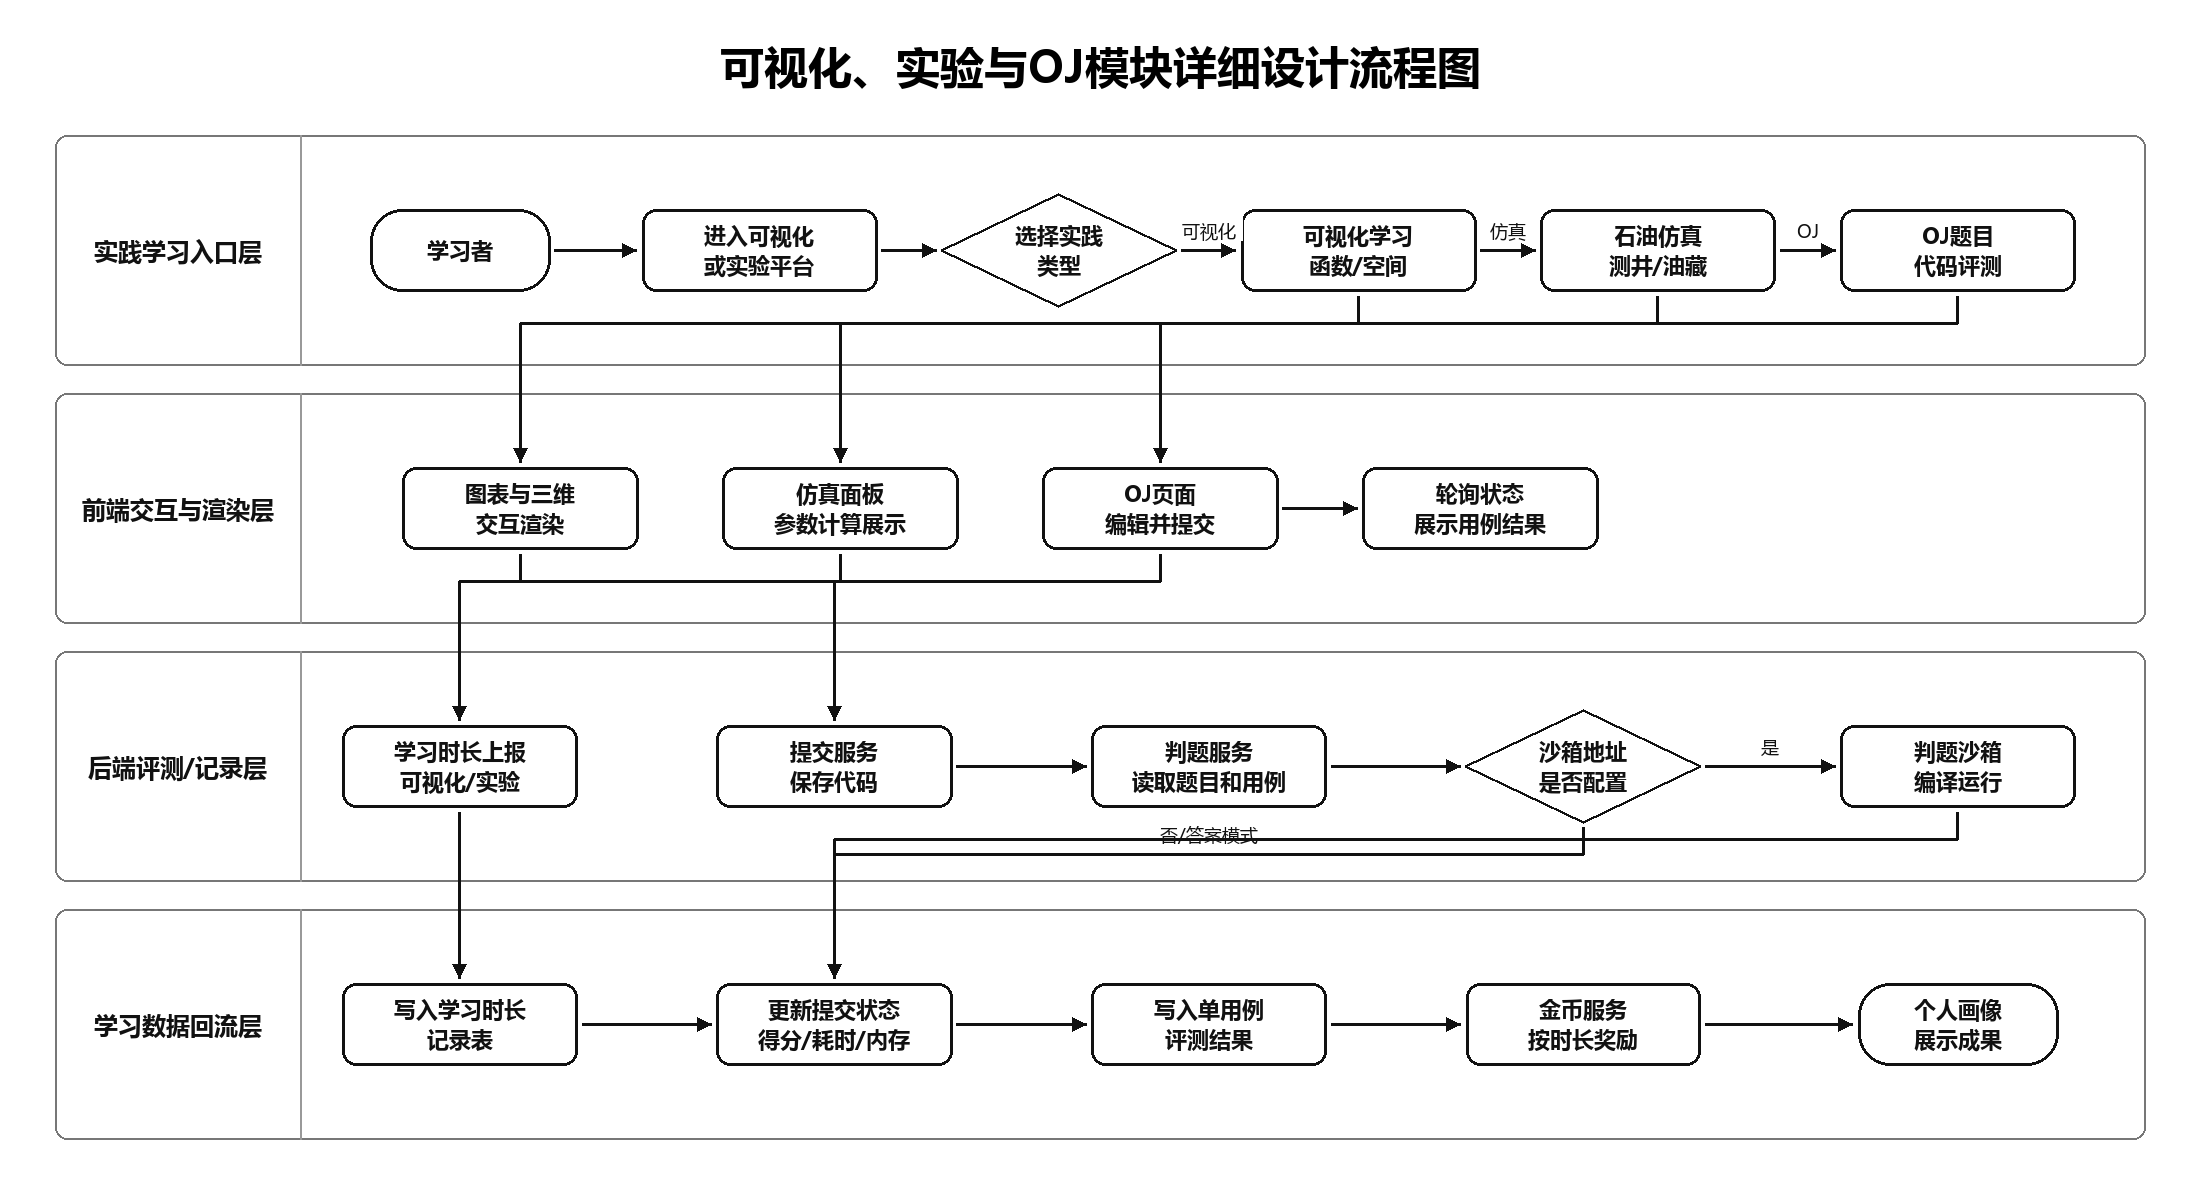 可视化、实验与OJ模块详细设计流程图
实践学习入口层
学习者
进入可视化
或实验平台
选择实践
类型
可视化
可视化学习
函数/空间
仿真
石油仿真
测井/油藏
OJ
OJ题目
代码评测
前端交互与渲染层
图表与三维
交互渲染
仿真面板
参数计算展示
OJ页面
编辑并提交
轮询状态
展示用例结果
后端评测/记录层
学习时长上报
可视化/实验
提交服务
保存代码
判题服务
读取题目和用例
沙箱地址
是否配置
是
判题沙箱
编译运行
否/答案模式
学习数据回流层
写入学习时长
记录表
更新提交状态
得分/耗时/内存
写入单用例
评测结果
金币服务
按时长奖励
个人画像
展示成果